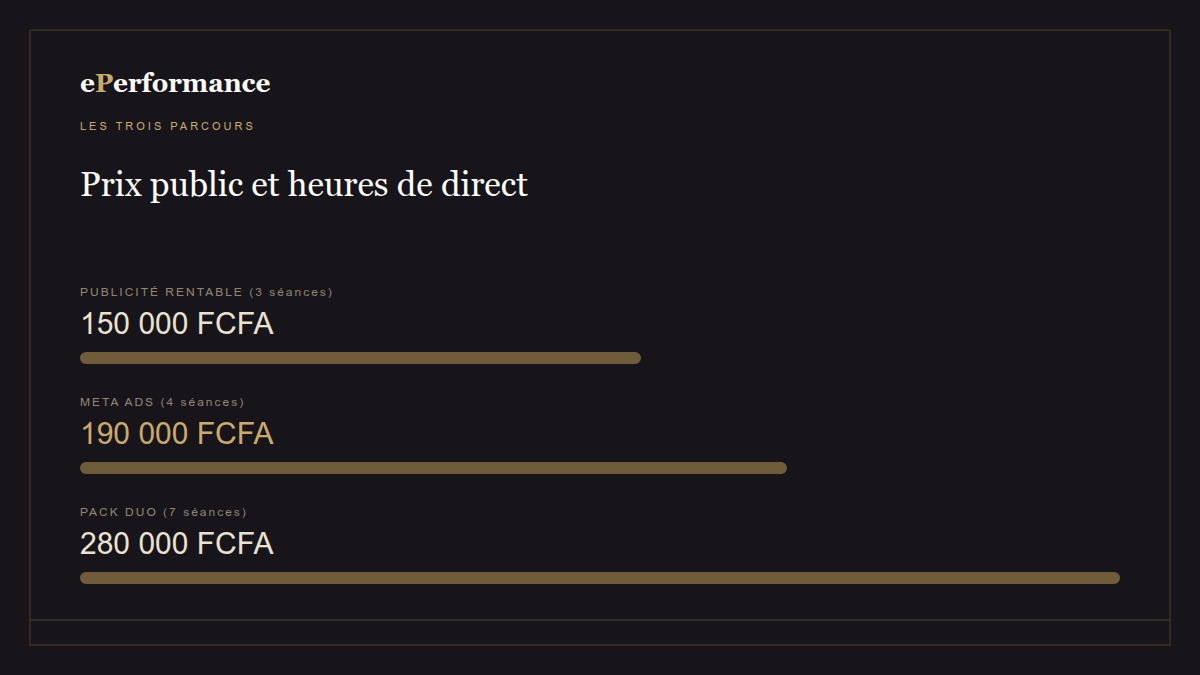 ePerformance
LES TROIS PARCOURS
Prix public et heures de direct
PUBLICITÉ RENTABLE (3 séances)
150 000 FCFA
META ADS (4 séances)
190 000 FCFA
PACK DUO (7 séances)
280 000 FCFA